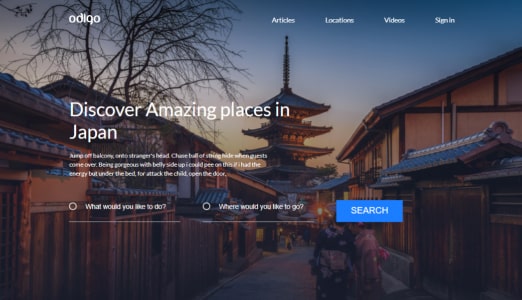 odiqo
Articles
Locations
Videos
Sign in
Discover Amazing places in
Japan
Jump off balcony, onto stranger's head. Chase ball of string hide when guests
come over. Being gorgeous with belly side up i could pee on this if i had the
energy but under the bed, for attack the child, open the door.
What would you like to do?
Where would you like to go?
SEARCH